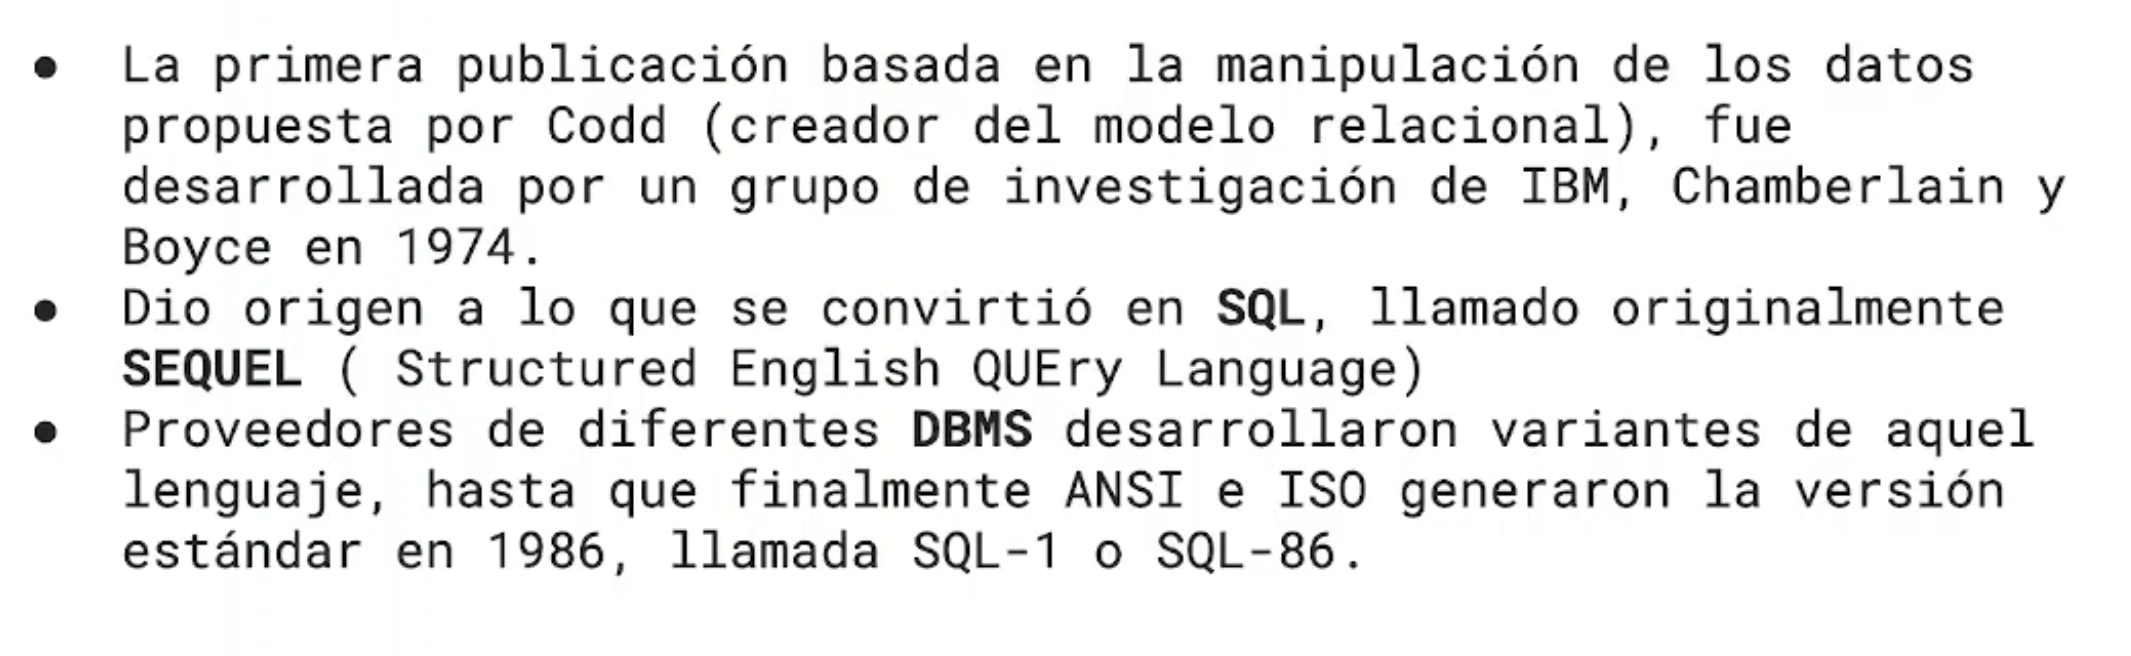 ● La primera publicación basada en la manipulación de los datos
propuesta por Codd (creador del modelo relacional), fue
desarrollada por un grupo de investigación de IBM, Chamberlain y
Boyce en 1974.
● Dio origen a lo que se convirtió en SQL, llamado originalmente
SEQUEL ( Structured English QUEry Language)
● Proveedores de diferentes DBMS desarrollaron variantes de aquel
lenguaje, hasta que finalmente ANSI e ISO generaron la versión
estándar en 1986, llamada SQL-1 o SQL-86.